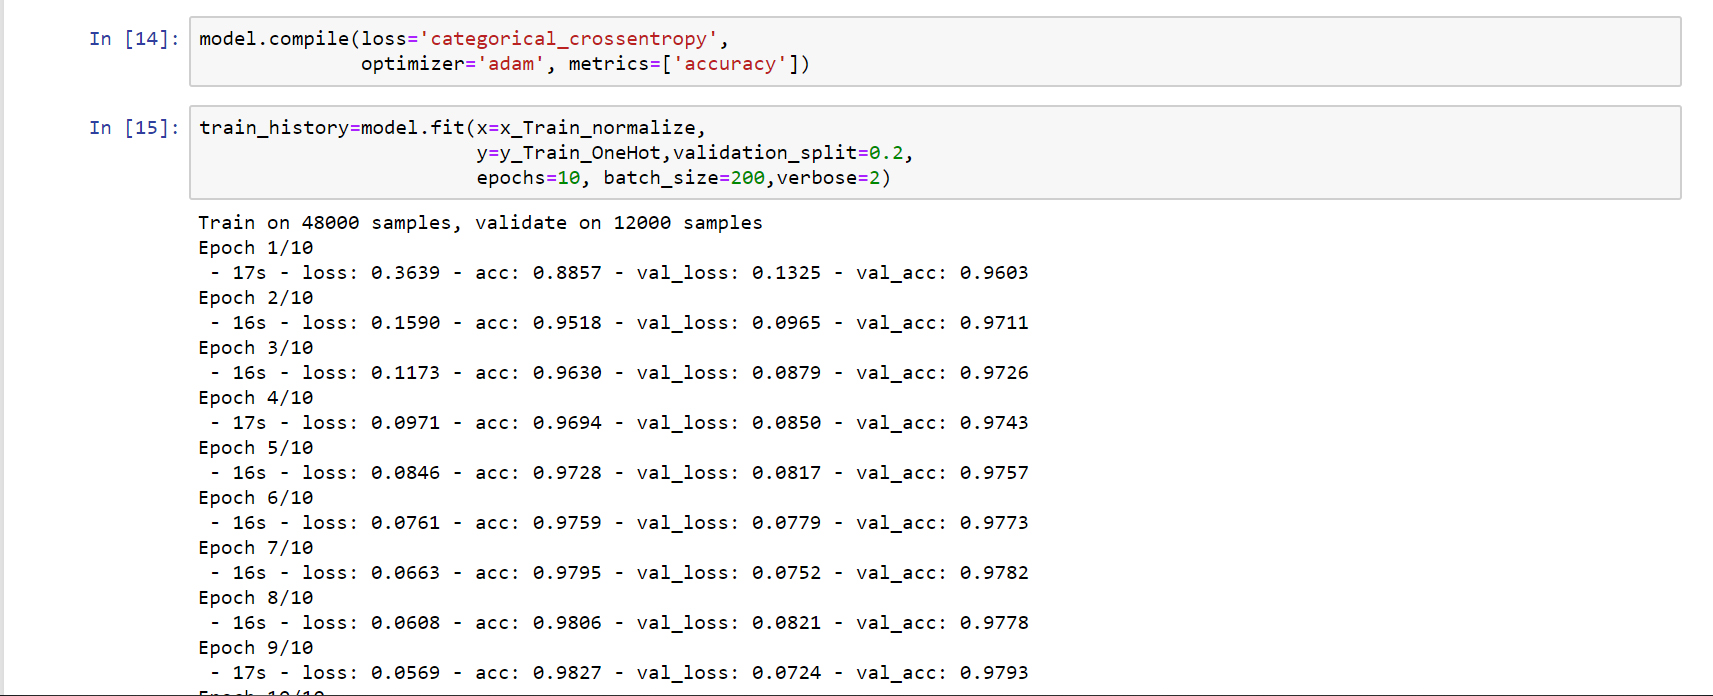 In [14]: model.compile(loss='categorical_crossentropy',
optimizer='adam', metrics=['accuracy'])
In [15]: train_history=model.fit(x=x_Train_normalize,
y=y_Train_OneHot,validation_split=0.2,
epochs=10, batch_size=200,verbose=2)
Train on 48000 samples, validate on 12000 samples
Epoch 1/10
- 17s - loss: 0.3639 - acc: 0.8857 - val_loss: 0.1325 - val_acc: 0.9603
Epoch 2/10
- 16s - loss: 0.1590 - acc: 0.9518 - val_loss: 0.0965 - val_acc: 0.9711
Epoch 3/10
- 16s - loss: 0.1173 - acc: 0.9630 - val_loss: 0.0879 - val_acc: 0.9726
Epoch 4/10
- 17s - loss: 0.0971 - acc: 0.9694 - val_loss: 0.0850 - val_acc: 0.9743
Epoch 5/10
- 16s - loss: 0.0846 - acc: 0.9728 - val_loss: 0.0817 - val_acc: 0.9757
Epoch 6/10
- 16s - loss: 0.0761 - acc: 0.9759 - val_loss: 0.0779 - val_acc: 0.9773
Epoch 7/10
- 16s - loss: 0.0663 - acc: 0.9795 - val_loss: 0.0752 - val_acc: 0.9782
Epoch 8/10
- 16s - loss: 0.0608 - acc: 0.9806 - val_loss: 0.0821 - val_acc: 0.9778
Epoch 9/10
- 17s - loss: 0.0569 - acc: 0.9827 - val_loss: 0.0724 - val_acc: 0.9793
Epoch 10/10